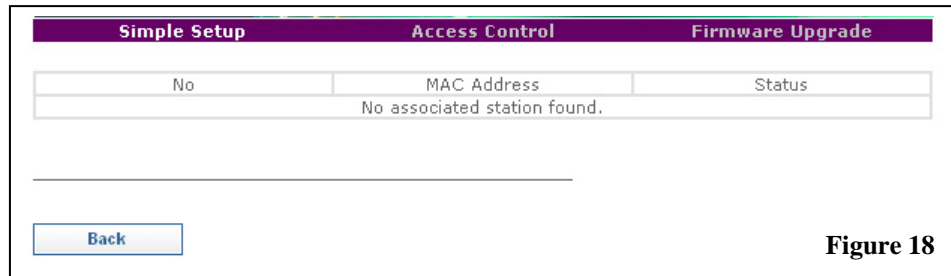 Simple Setup Access Control Firmware Upgrade
No MAC Address Status
No associated station found.
Back
Figure 18